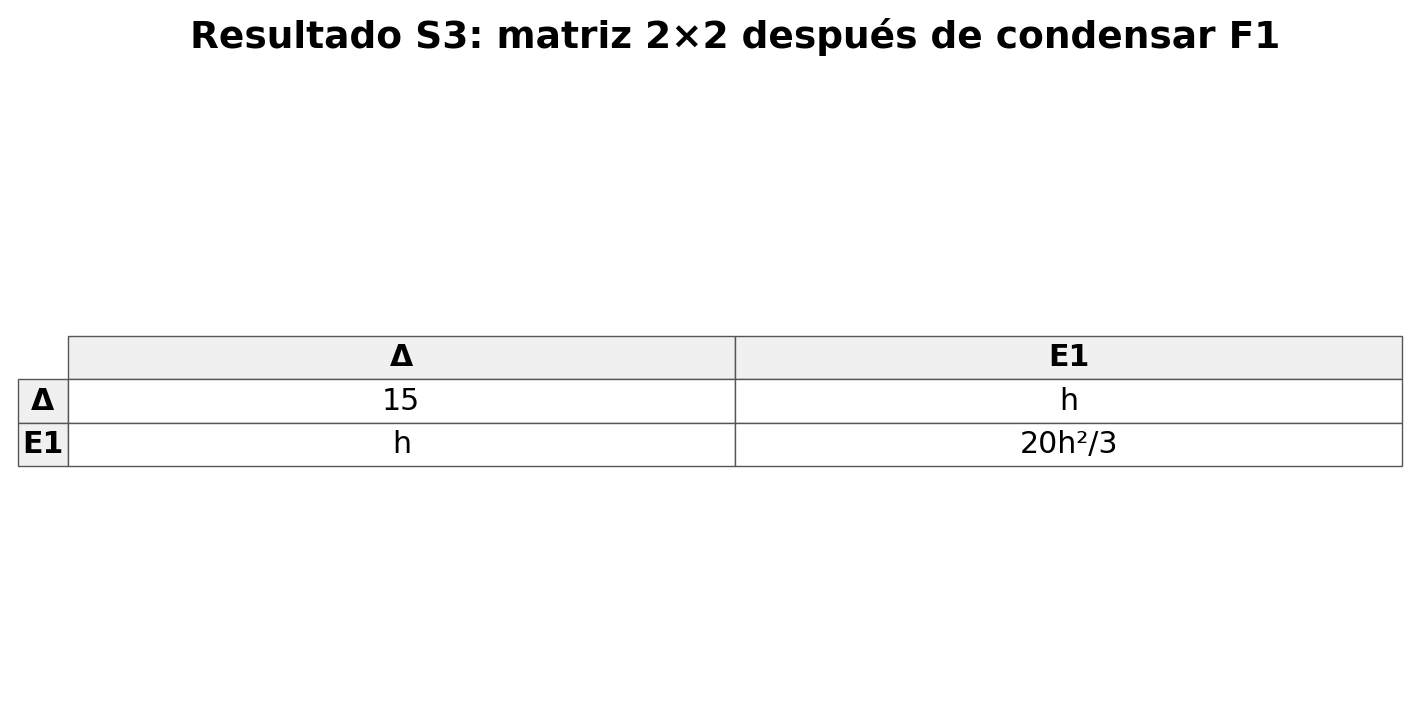 Resultado S3: matriz 2×2 después de condensar F1
Δ E1
Δ 15 h
E1 h 20h²/3